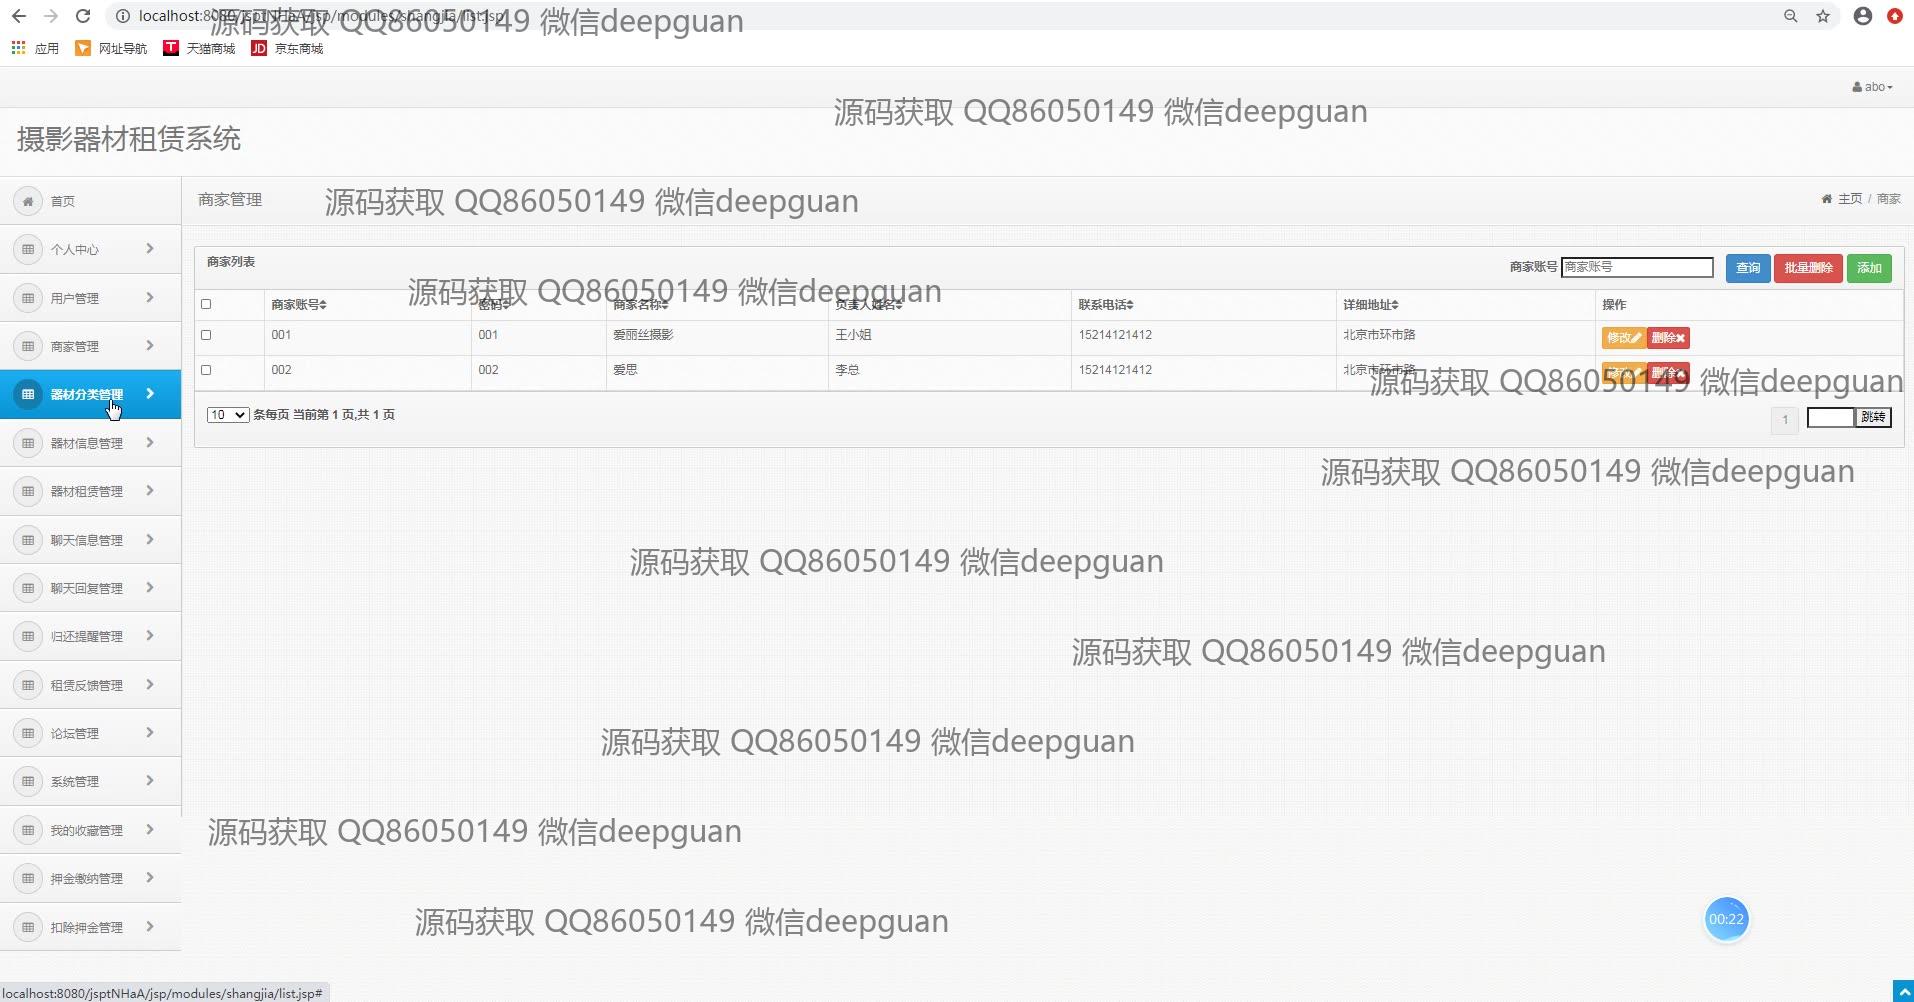 localhost:8080/jsptNHaA/jsp/modules/shangjia/list.jsp
源码获取 QQ86050149 微信deepguan
应用 网址导航 天猫商城 JD 京东商城
abo
源码获取 QQ86050149 微信deepguan
摄影器材租赁系统
首页
商家管理
源码获取 QQ86050149 微信deepguan
主页 / 商家
个人中心
用户管理
商家管理
器材分类管理
器材信息管理
器材租赁管理
聊天信息管理
聊天回复管理
归还提醒管理
租赁反馈管理
论坛管理
系统管理
我的收藏管理
押金缴纳管理
扣除押金管理
商家列表
商家账号 商家账号 查询 批量删除 添加
源码获取 QQ86050149 微信deepguan
商家账号 密码 商家名称 负责人姓名 联系电话 详细地址 操作
001 001 爱丽丝摄影 王小姐 15214121412 北京市环市路 修改 删除
002 002 爱思 李总 15214121412 北京市环市路 修改 删除
源码获取 QQ86050149 微信deepguan
10 条每页 当前第 1 页,共 1 页
1 跳转
源码获取 QQ86050149 微信deepguan
源码获取 QQ86050149 微信deepguan
源码获取 QQ86050149 微信deepguan
源码获取 QQ86050149 微信deepguan
源码获取 QQ86050149 微信deepguan
源码获取 QQ86050149 微信deepguan
00:22
localhost:8080/jsptNHaA/jsp/modules/shangjia/list.jsp#